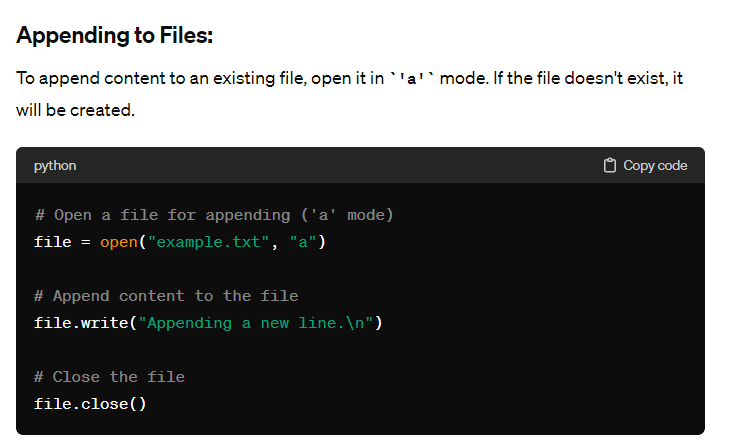 Appending to Files:
To append content to an existing file, open it in `'a'` mode. If the file doesn't exist, it
will be created.
python
Copy code
# Open a file for appending ('a' mode)
file = open("example.txt", "a")
# Append content to the file
file.write("Appending a new line.\n")
# Close the file
file.close()